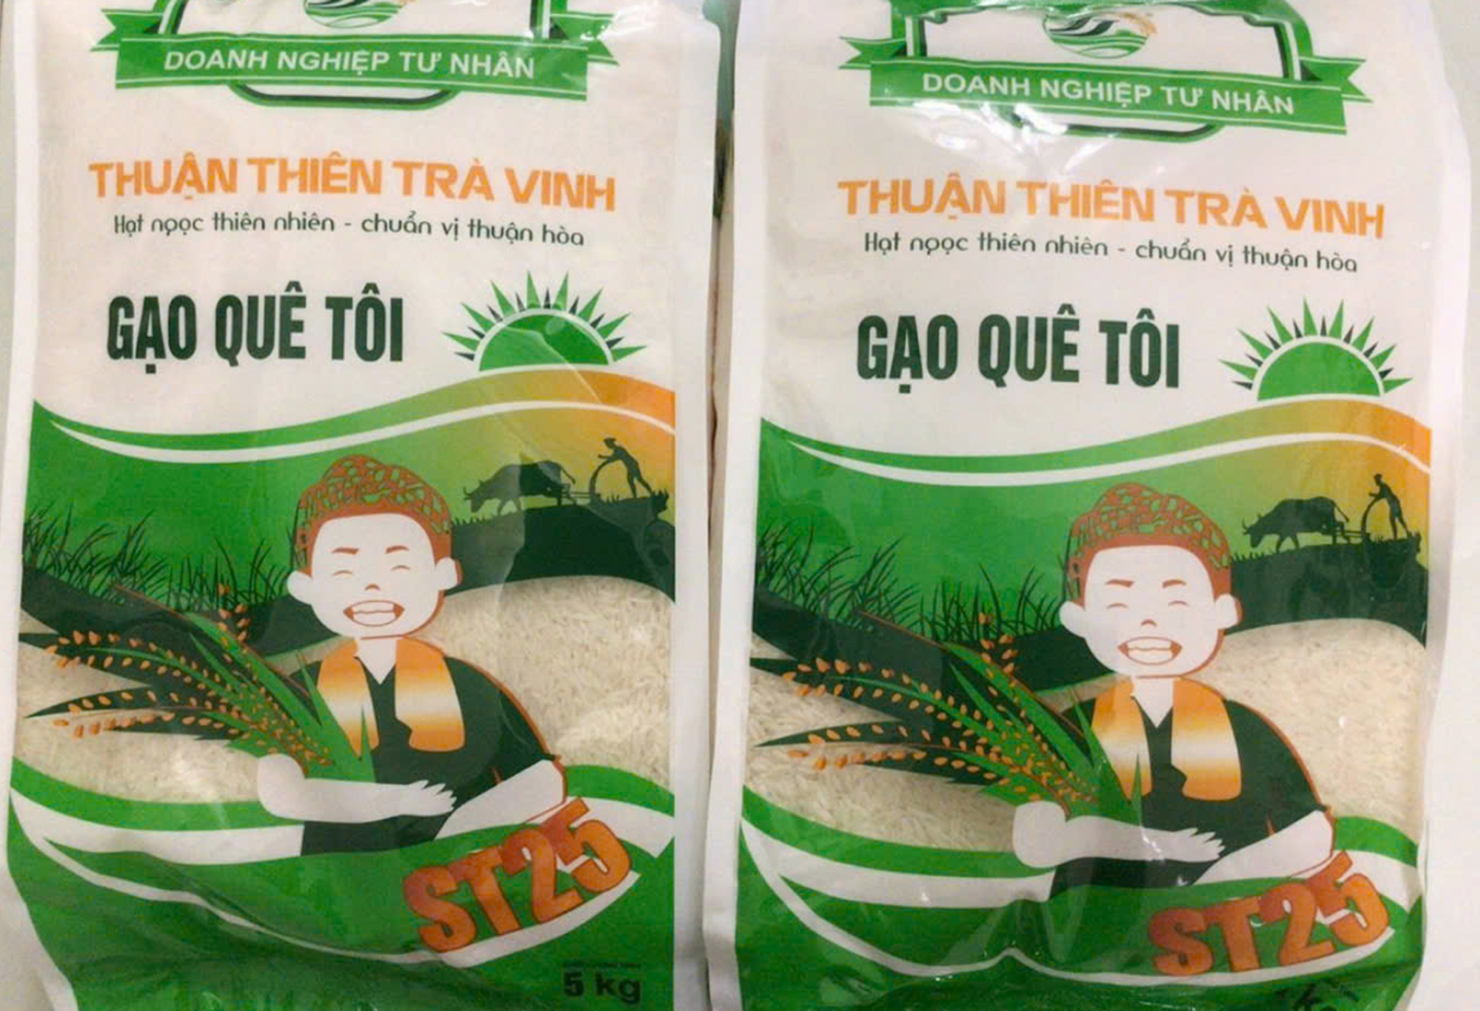 DOANH NGHIỆP TƯ NHÂN
THUẬN THIÊN TRÀ VINH
Hạt ngọc thiên nhiên - chuẩn vị thuận hòa
GẠO QUÊ TÔI
ST25
5 kg
DOANH NGHIỆP TƯ NHÂN
THUẬN THIÊN TRÀ VINH
Hạt ngọc thiên nhiên - chuẩn vị thuận hòa
GẠO QUÊ TÔI
ST25